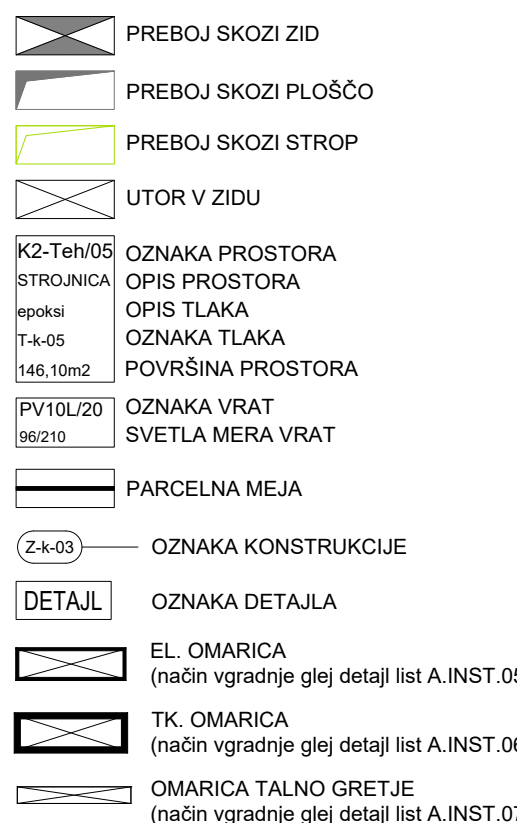 PREBOJ SKOZI ZID
PREBOJ SKOZI PLOŠČO
PREBOJ SKOZI STROP
UTOR V ZIDU
K2-Teh/05 OZNAKA PROSTORA
STROJNICA OPIS PROSTORA
epoksi OPIS TLAKA
T-k-05 OZNAKA TLAKA
146,10m2 POVRŠINA PROSTORA
PV10L/20 OZNAKA VRAT
96/210 SVETLA MERA VRAT
PARCELNA MEJA
Z-k-03 OZNAKA KONSTRUKCIJE
DETAJL OZNAKA DETAJLA
EL. OMARICA
(način vgradnje glej detajl list A.INST.05
TK. OMARICA
(način vgradnje glej detajl list A.INST.06
OMARICA TALNO GRETJE
(način vgradnje glej detajl list A.INST.07